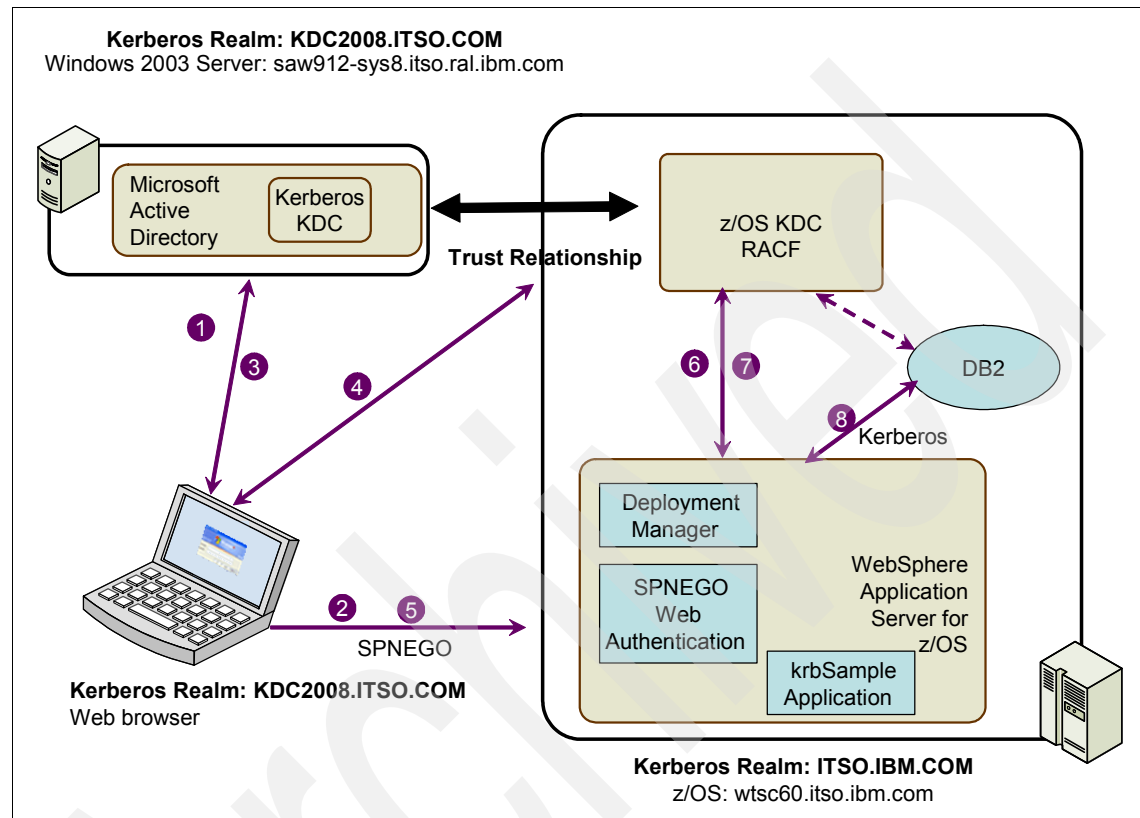 Kerberos Realm: KDC2008.ITSO.COM
Windows 2003 Server: saw912-sys8.itso.ral.ibm.com
Microsoft
Active
Directory
Kerberos
KDC
Trust Relationship
z/OS KDC
RACF
1
3
4
6
7
DB2
8
Kerberos
Deployment
Manager
SPNEGO
Web
Authentication
WebSphere
Application
Server for
z/OS
krbSample
Application
2
5
SPNEGO
Kerberos Realm: KDC2008.ITSO.COM
Web browser
Kerberos Realm: ITSO.IBM.COM
z/OS: wtsc60.itso.ibm.com
Archived